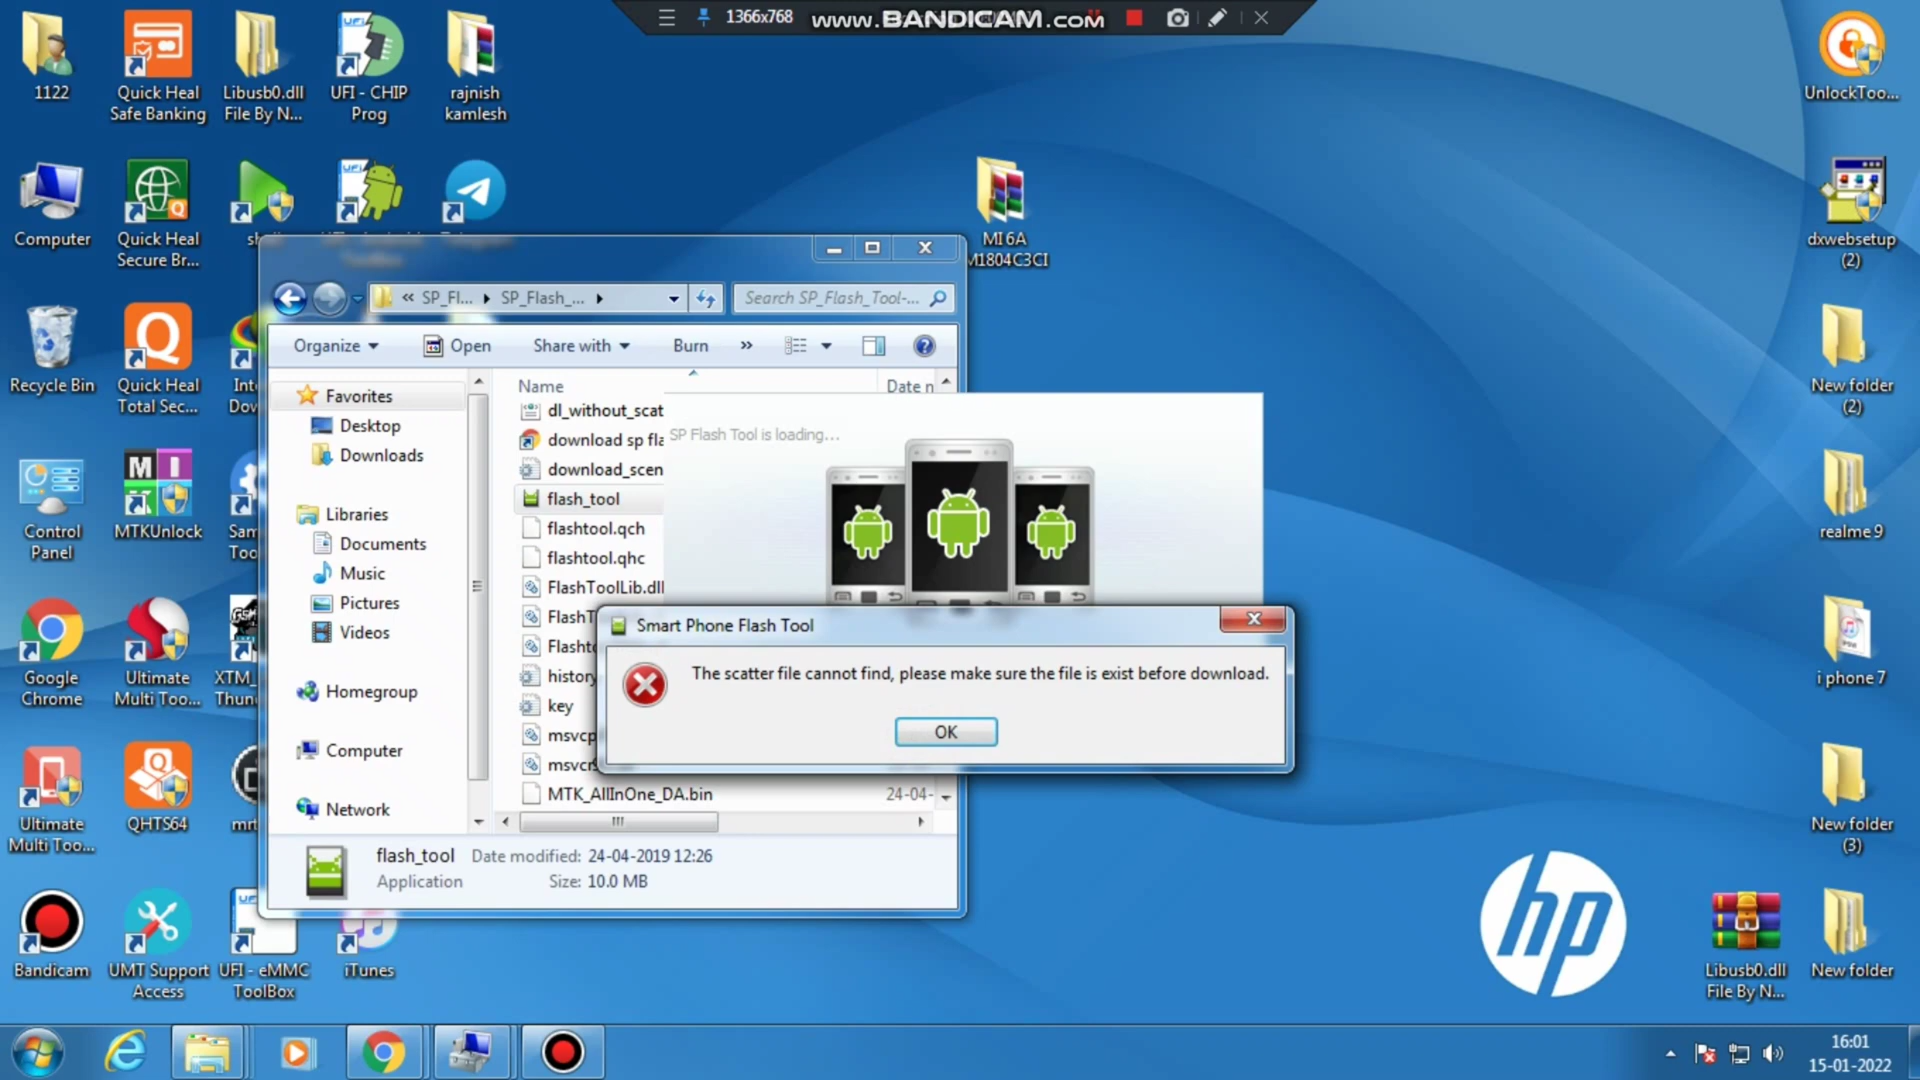 1366x768
www.BANDICAM.com
1122
Quick Heal
Safe Banking
Libusb0.dll
File By N...
UFI - CHIP
Prog
rajnish
kamlesh
UnlockToo...
Computer
Quick Heal
Secure Br...
MI 6A
M1804C3CI
dxwebsetup
(2)
SP_Fl...
SP_Flash_...
Search SP_Flash_Tool-...
Organize
Open
Share with
Burn
Recycle Bin
Quick Heal
Total Sec...
Name
Date n
New folder
(2)
Favorites
Desktop
Downloads
Libraries
Documents
Music
Pictures
Videos
Homegroup
Computer
Network
dl_without_scat
download sp fla
download_scen
flash_tool
flashtool.qch
flashtool.qhc
FlashToolLib.dll
FlashT
Flashto
history
key
msvcp
msvcr
MTK_AllInOne_DA.bin
24-04-
SP Flash Tool is loading...
Smart Phone Flash Tool
The scatter file cannot find, please make sure the file is exist before download.
OK
flash_tool
Date modified: 24-04-2019 12:26
Application
Size: 10.0 MB
Control
Panel
MTKUnlock
realme 9
Google
Chrome
Ultimate
Multi Too...
i phone 7
Ultimate
Multi Too...
QHTS64
New folder
(3)
hp
Bandicam
UMT Support
Access
UFI - eMMC
ToolBox
iTunes
Libusb0.dll
File By N...
New folder
16:01
15-01-2022